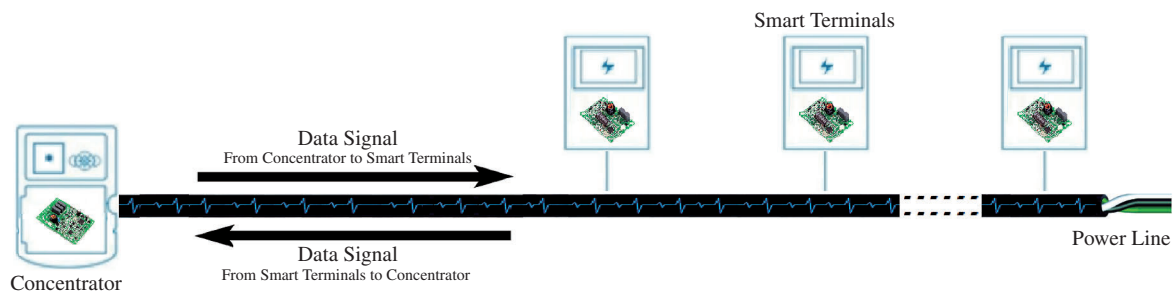 Smart Terminals
Data Signal
From Concentrator to Smart Terminals
Data Signal
From Smart Terminals to Concentrator
Power Line
Concentrator